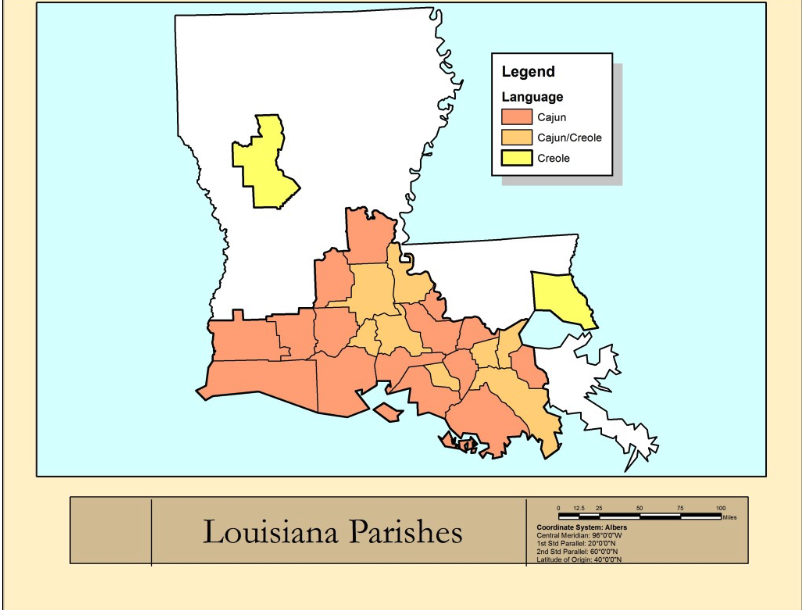 Legend
Language
Cajun
Cajun/Creole
Creole
Louisiana Parishes
0 12.5 25 50 75 100
Miles
Coordinate System: Albers
Central Meridian: 96°0'0"W
1st Std Parallel: 20°0'0"N
2nd Std Parallel: 60°0'0"N
Latitude of Origin: 40°0'0"N